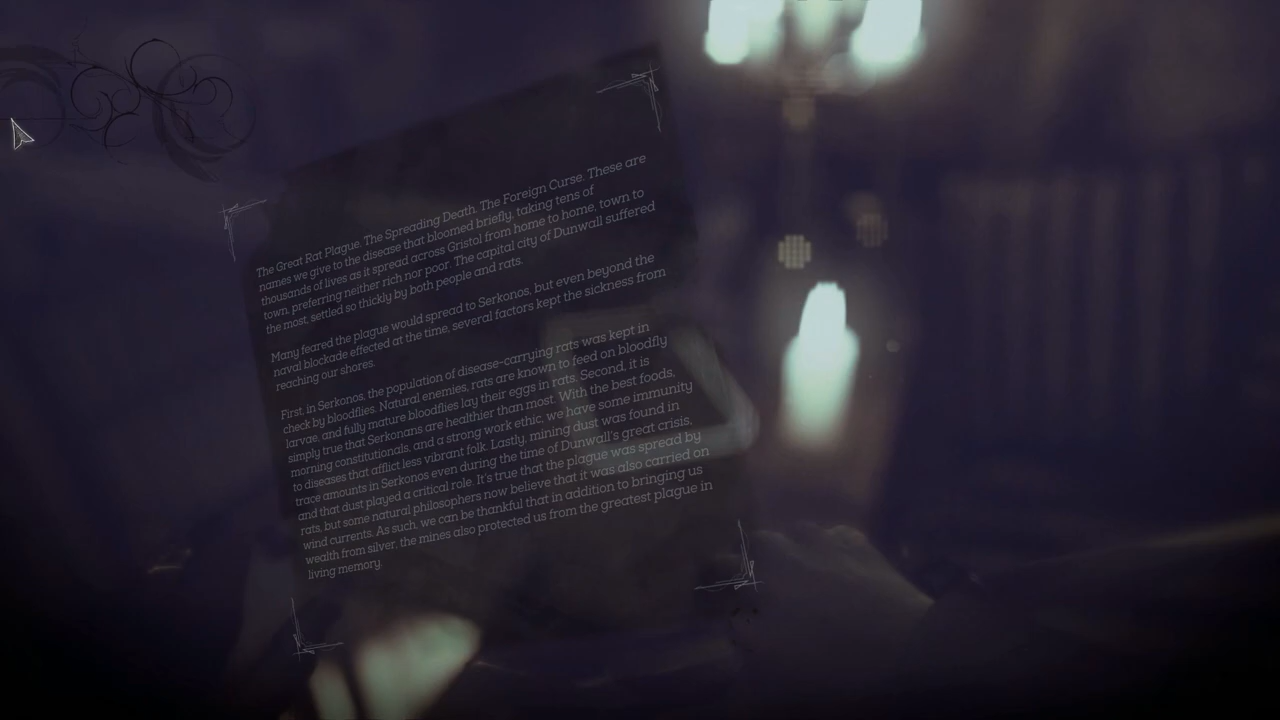 The Great Rat Plague. The Spreading Death. The Foreign Curse. These are
names we give to the disease that bloomed briefly, taking tens of
thousands of lives as it spread across Gristol from home to home, town to
town, preferring neither rich nor poor. The capital city of Dunwall suffered
the most, settled so thickly by both people and rats.
Many feared the plague would spread to Serkonos, but even beyond the
naval blockade effected at the time, several factors kept the sickness from
reaching our shores.
First, in Serkonos, the population of disease-carrying rats was kept in
check by bloodflies. Natural enemies, rats are known to feed on bloodfly
larvae, and fully mature bloodflies lay their eggs in rats. Second, it is
simply true that Serkonans are healthier than most. With the best foods,
morning constitutionals, and a strong work ethic, we have some immunity
to diseases that afflict less vibrant folk. Lastly, mining dust was found in
trace amounts in Serkonos even during the time of Dunwall's great crisis,
and that dust played a critical role. It's true that the plague was spread by
rats, but some natural philosophers now believe that it was also carried on
wind currents. As such, we can be thankful that in addition to bringing us
wealth from silver, the mines also protected us from the greatest plague in
living memory.